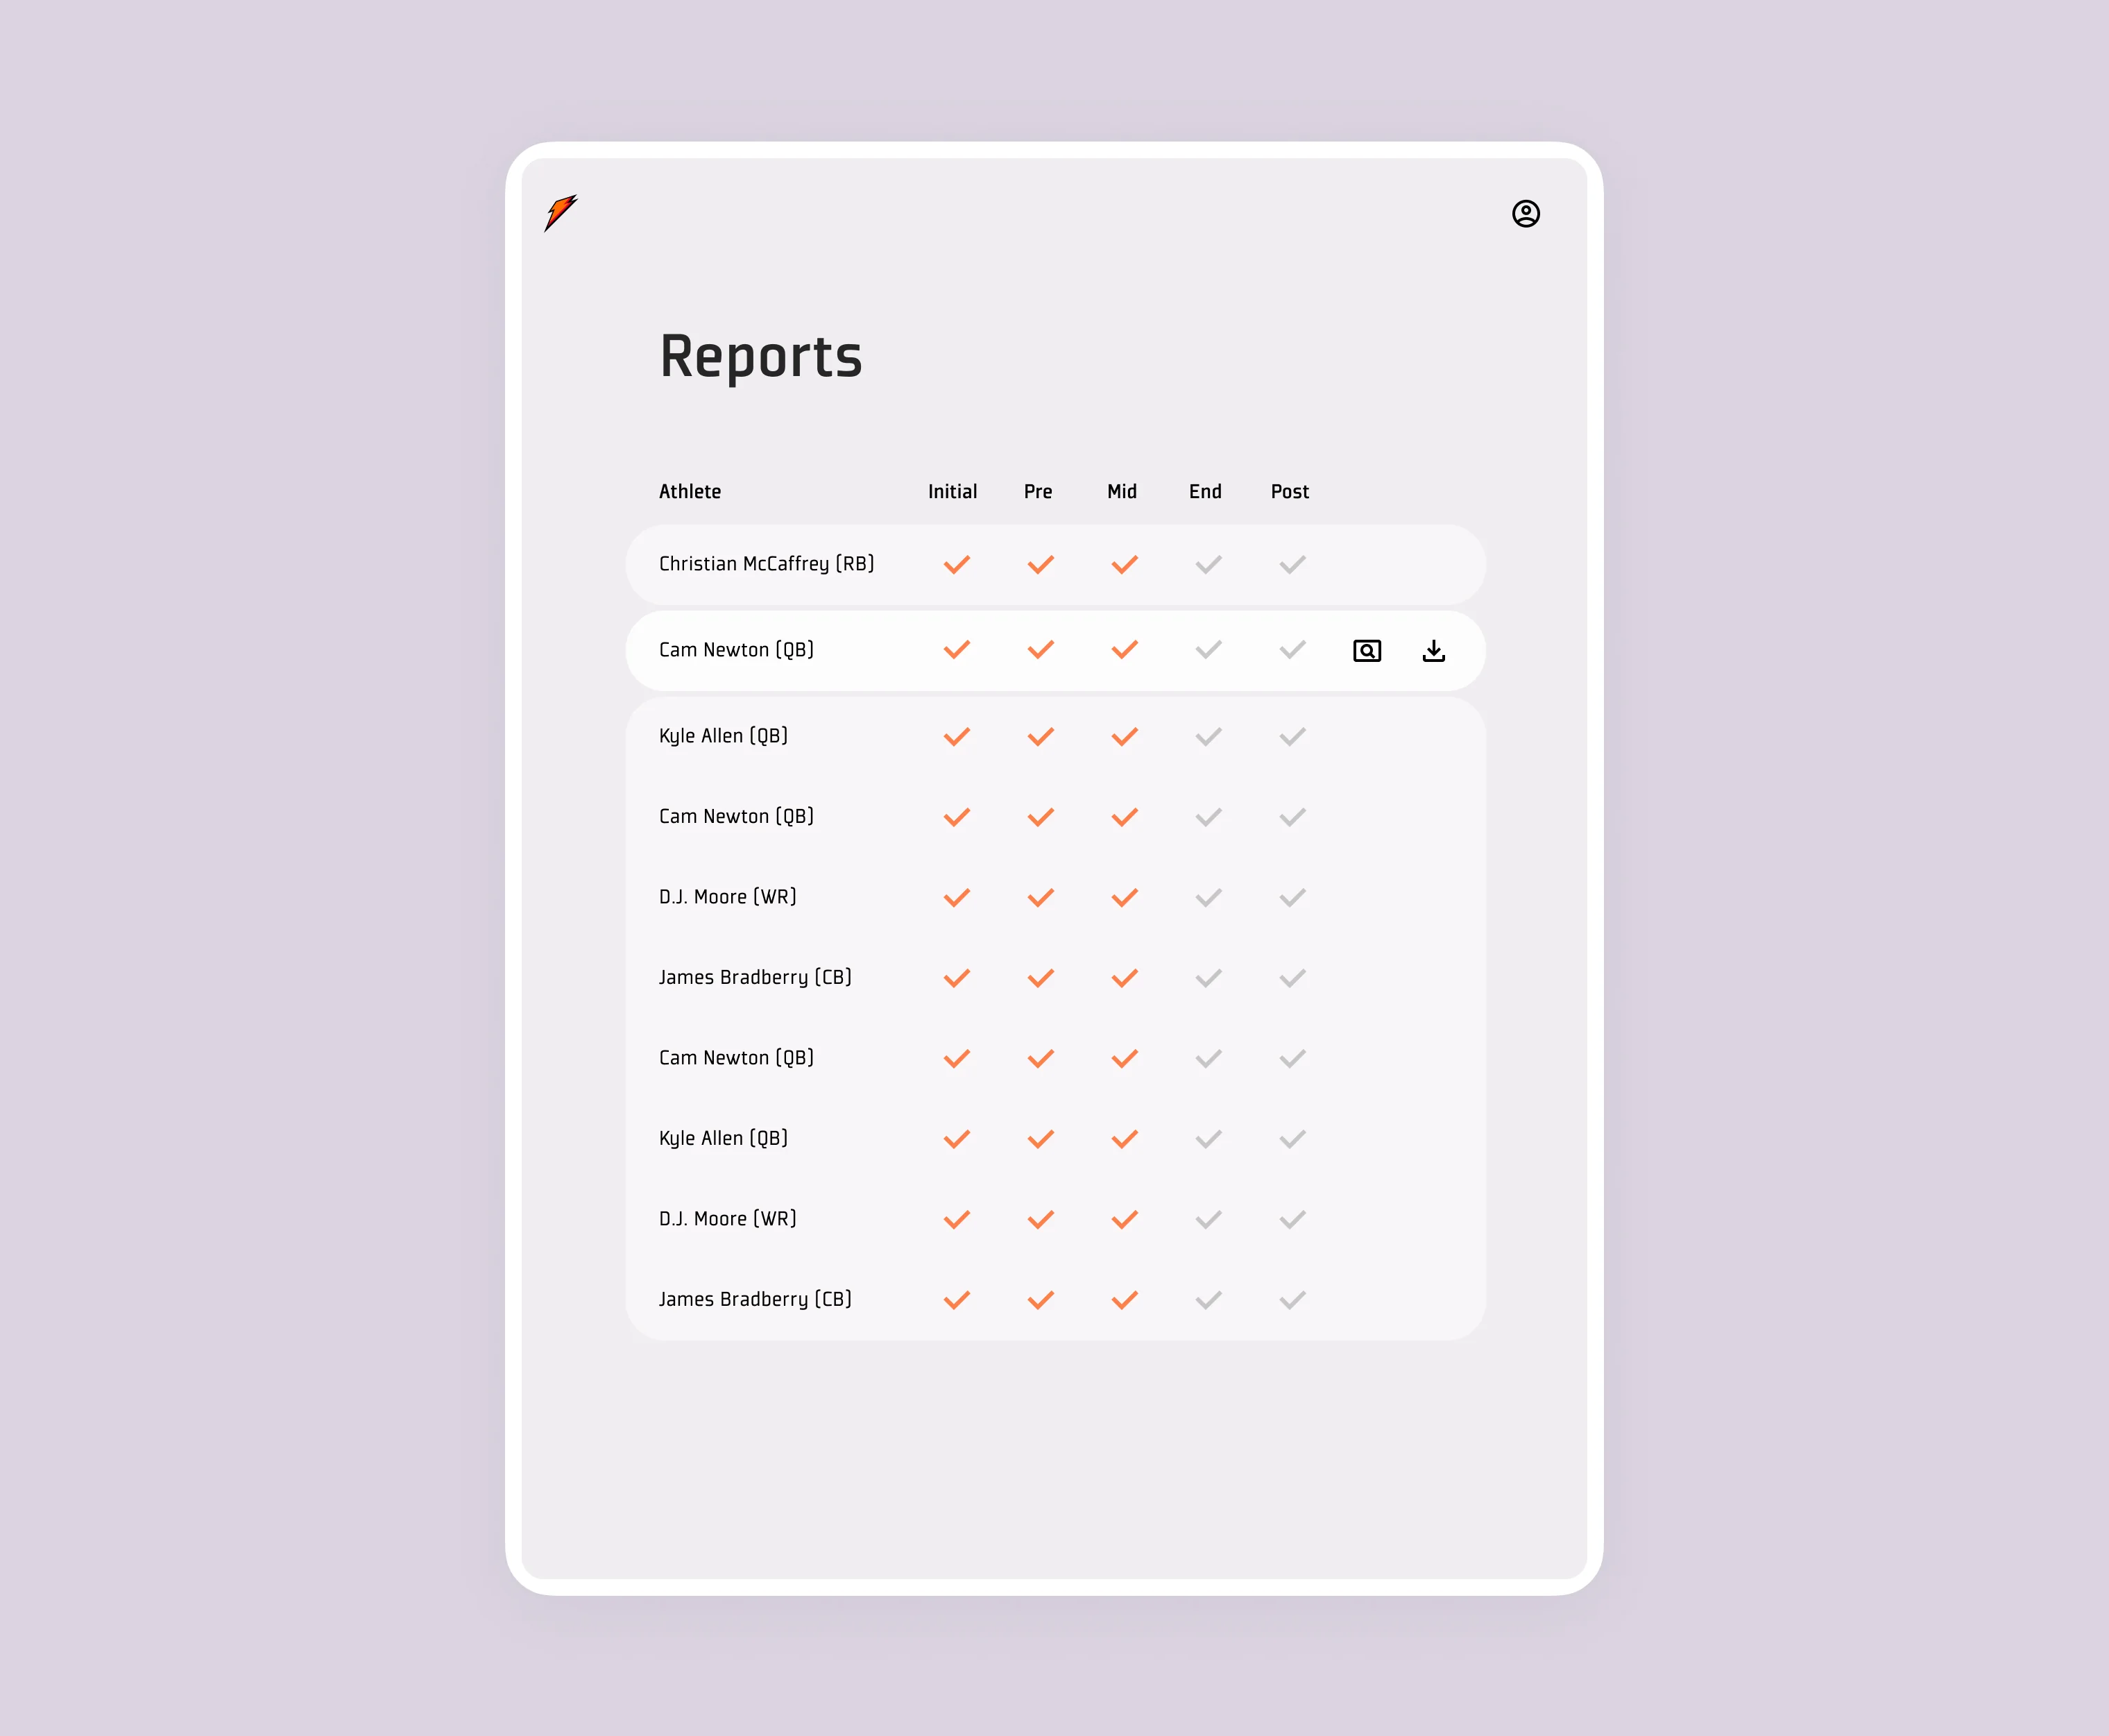 Reports
Athlete Initial Pre Mid End Post
Christian McCaffrey (RB)
Cam Newton (QB)
Kyle Allen (QB)
Cam Newton (QB)
D.J. Moore (WR)
James Bradberry (CB)
Cam Newton (QB)
Kyle Allen (QB)
D.J. Moore (WR)
James Bradberry (CB)